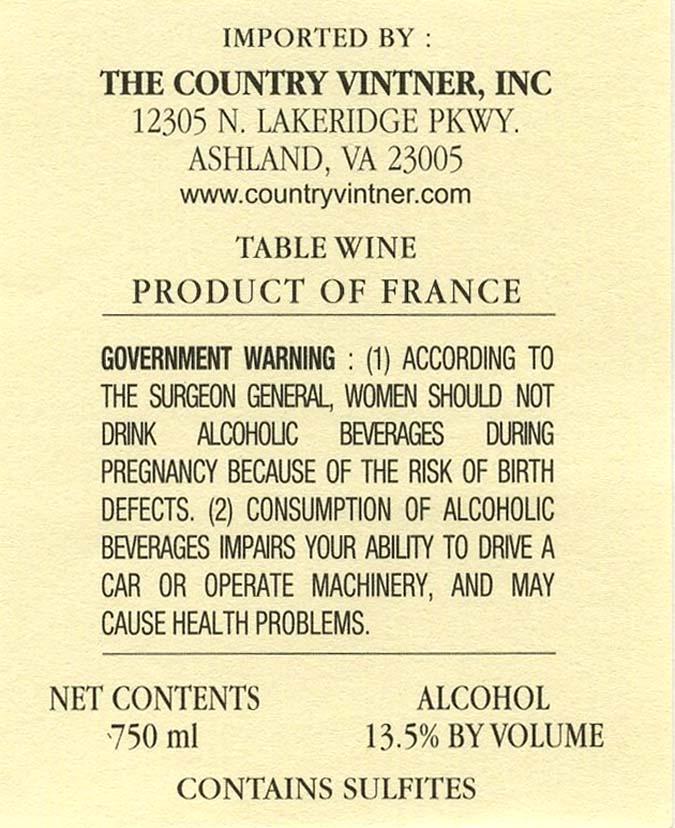 IMPORTED BY :
THE COUNTRY VINTNER, INC
12305 N. LAKERIDGE PKWY.
ASHLAND, VA 23005
www.countryvintner.com
TABLE WINE
PRODUCT OF FRANCE
GOVERNMENT WARNING : (1) ACCORDING TO
THE SURGEON GENERAL, WOMEN SHOULD NOT
DRINK ALCOHOLIC BEVERAGES DURING
PREGNANCY BECAUSE OF THE RISK OF BIRTH
DEFECTS. (2) CONSUMPTION OF ALCOHOLIC
BEVERAGES IMPAIRS YOUR ABILITY TO DRIVE A
CAR OR OPERATE MACHINERY, AND MAY
CAUSE HEALTH PROBLEMS.
NET CONTENTS ALCOHOL
750 ml 13.5% BY VOLUME
CONTAINS SULFITES